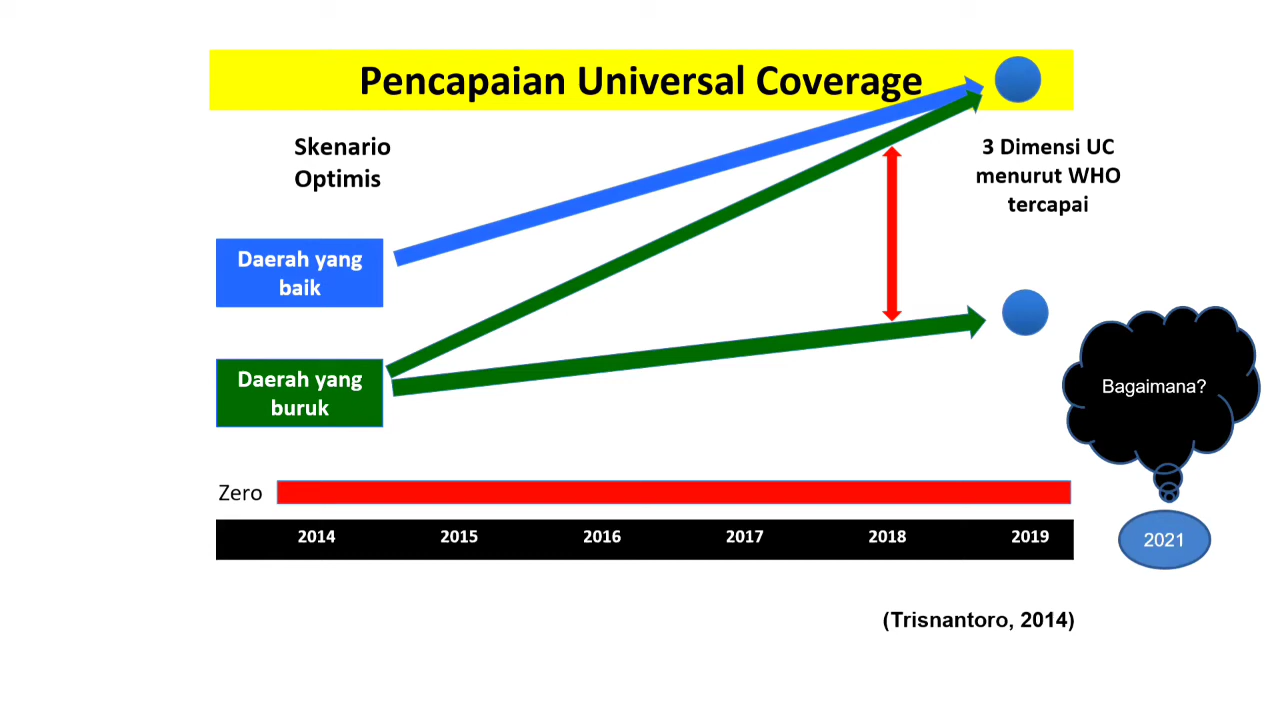 Pencapaian Universal Coverage
Skenario
Optimis
3 Dimensi UC
menurut WHO
tercapai
Daerah yang
baik
Daerah yang
buruk
Bagaimana?
Zero
2014 2015 2016 2017 2018 2019
2021
(Trisnantoro, 2014)